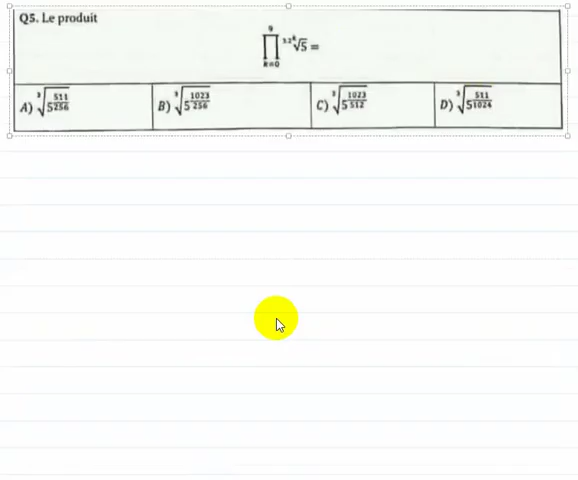 Q5. Le produit
9
∏ ³·²ᵏ√5 =
k=0
A) ³√5^(511/256)
B) ³√5^(1023/256)
C) ³√5^(1023/512)
D) ³√5^(511/1024)